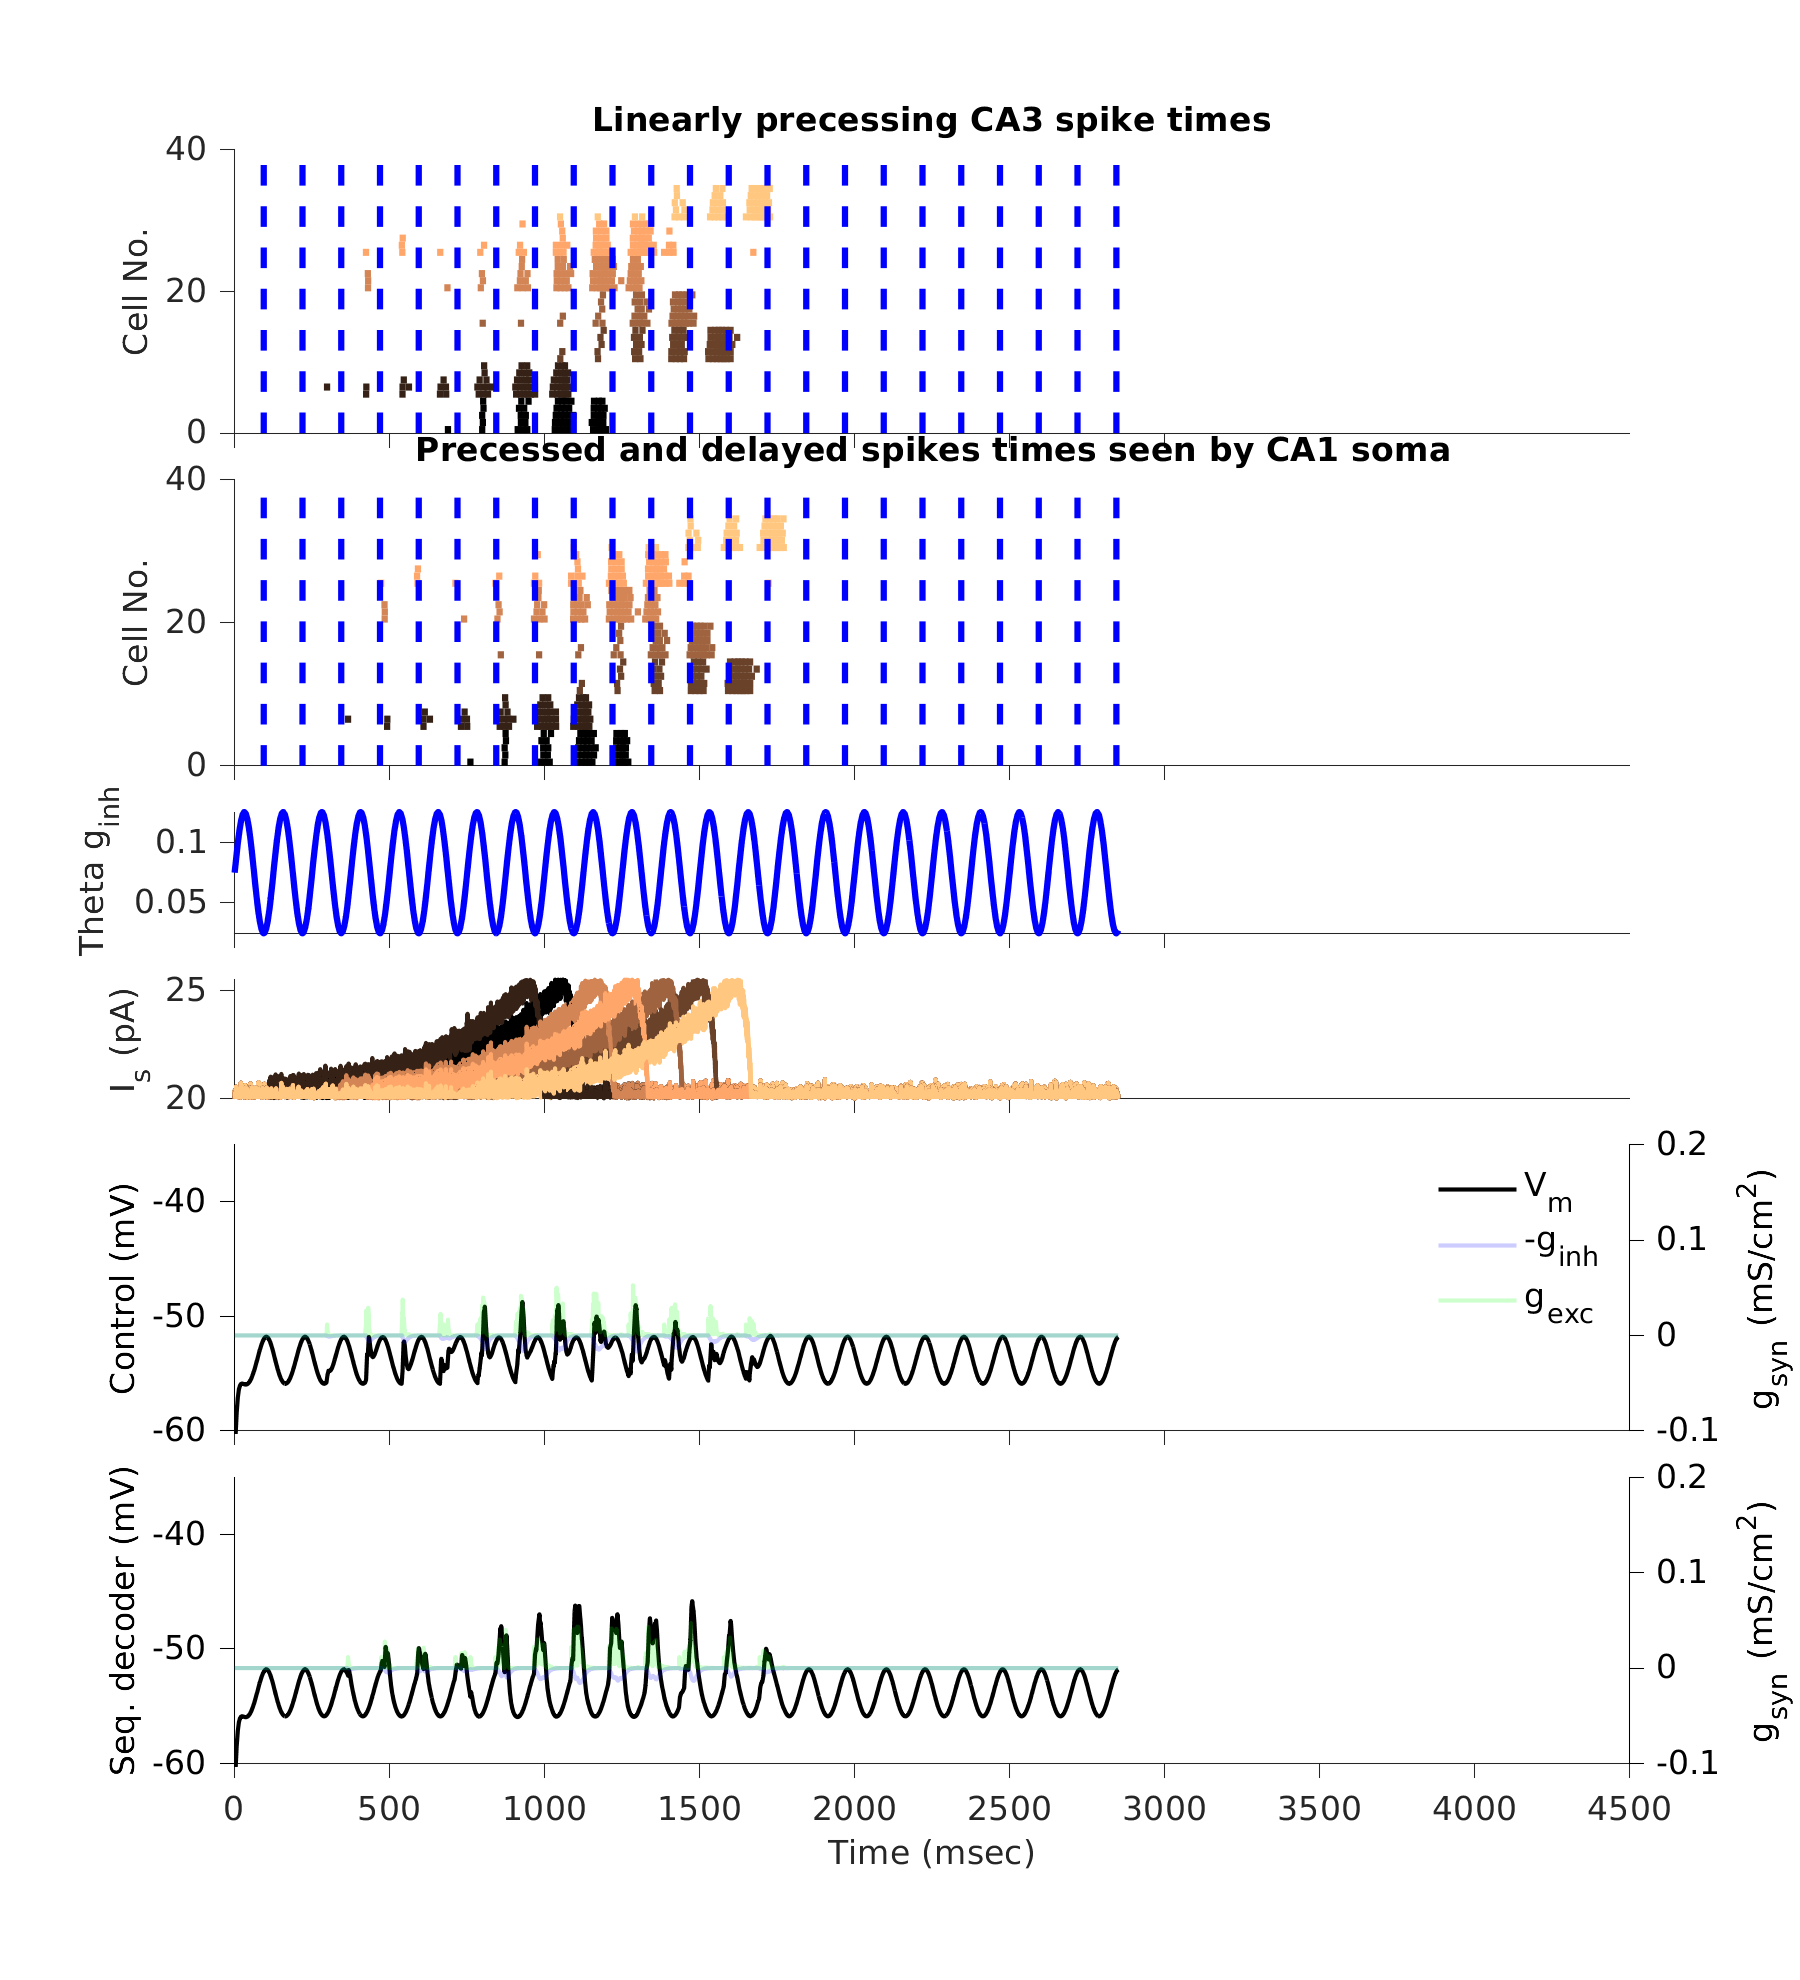 Linearly precessing CA3 spike times
40
20
0
Cell No.
Precessed and delayed spikes times seen by CA1 soma
40
20
0
Cell No.
0.1
0.05
Theta g_inh
25
20
I_s (pA)
-40
-50
-60
Control (mV)
V_m
-g_inh
g_exc
0.2
0.1
0
-0.1
g_syn (mS/cm^2)
-40
-50
-60
Seq. decoder (mV)
0.2
0.1
0
-0.1
g_syn (mS/cm^2)
0 500 1000 1500 2000 2500 3000 3500 4000 4500
Time (msec)